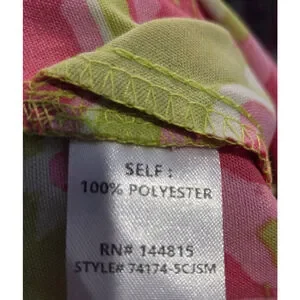 SELF :
100% POLYESTER
RN# 144815
STYLE# 74174-5CJSM